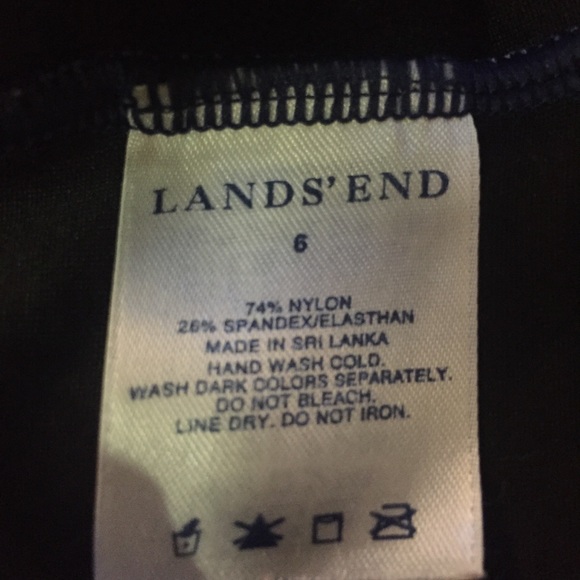 LANDS' END
6
74% NYLON
26% SPANDEX/ELASTHAN
MADE IN SRI LANKA
HAND WASH COLD.
WASH DARK COLORS SEPARATELY.
DO NOT BLEACH.
LINE DRY. DO NOT IRON.